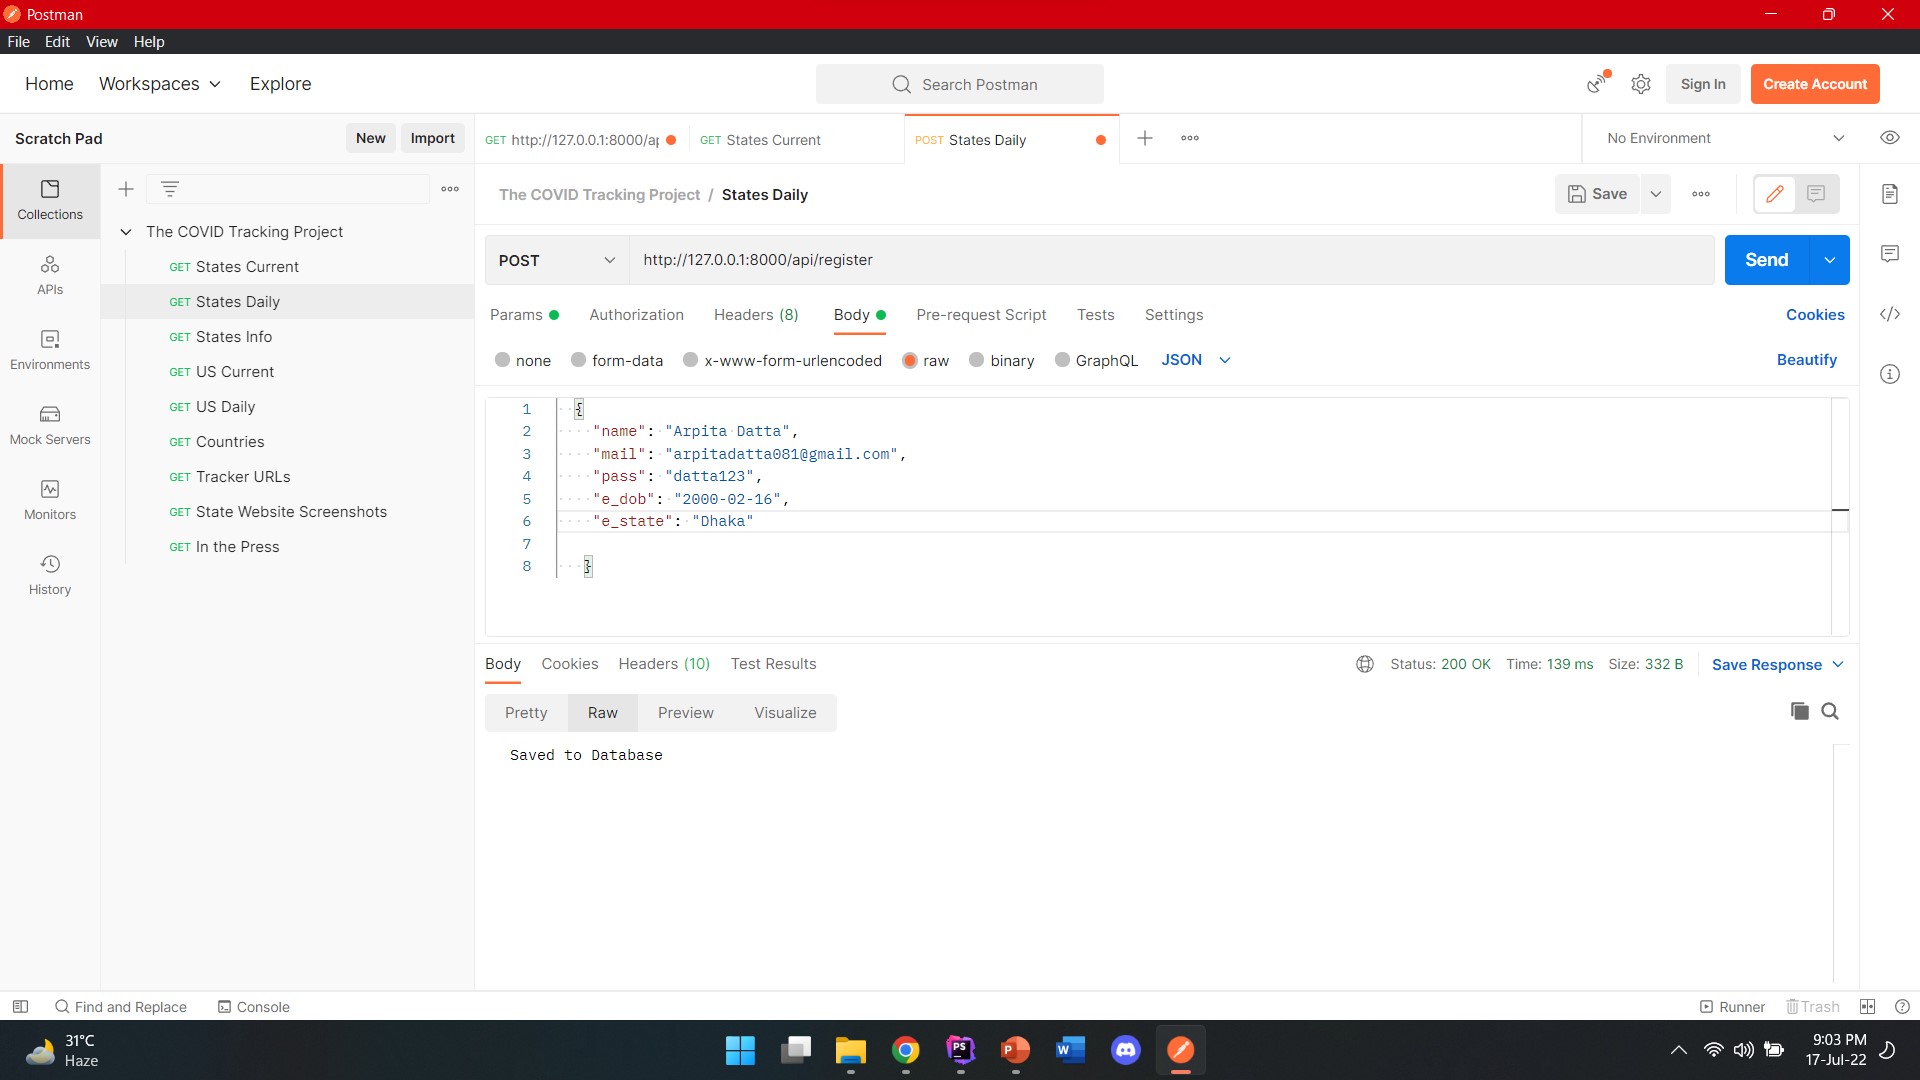 Postman
File Edit View Help
Home Workspaces Explore Search Postman Sign In Create Account
Scratch Pad New Import GET http://127.0.0.1:8000/ap GET States Current POST States Daily No Environment
The COVID Tracking Project / States Daily Save
Collections
APIs
Environments
Mock Servers
Monitors
History
The COVID Tracking Project
GET States Current
GET States Daily
GET States Info
GET US Current
GET US Daily
GET Countries
GET Tracker URLs
GET State Website Screenshots
GET In the Press
POST http://127.0.0.1:8000/api/register Send
Params Authorization Headers (8) Body Pre-request Script Tests Settings Cookies
none form-data x-www-form-urlencoded raw binary GraphQL JSON Beautify
1 {
2 "name": "Arpita Datta",
3 "mail": "arpitadatta081@gmail.com",
4 "pass": "datta123",
5 "e_dob": "2000-02-16",
6 "e_state": "Dhaka"
7
8 }
Body Cookies Headers (10) Test Results Status: 200 OK Time: 139 ms Size: 332 B Save Response
Pretty Raw Preview Visualize
Saved to Database
Find and Replace Console Runner Trash
31°C
Haze
PS
P
W
9:03 PM
17-Jul-22